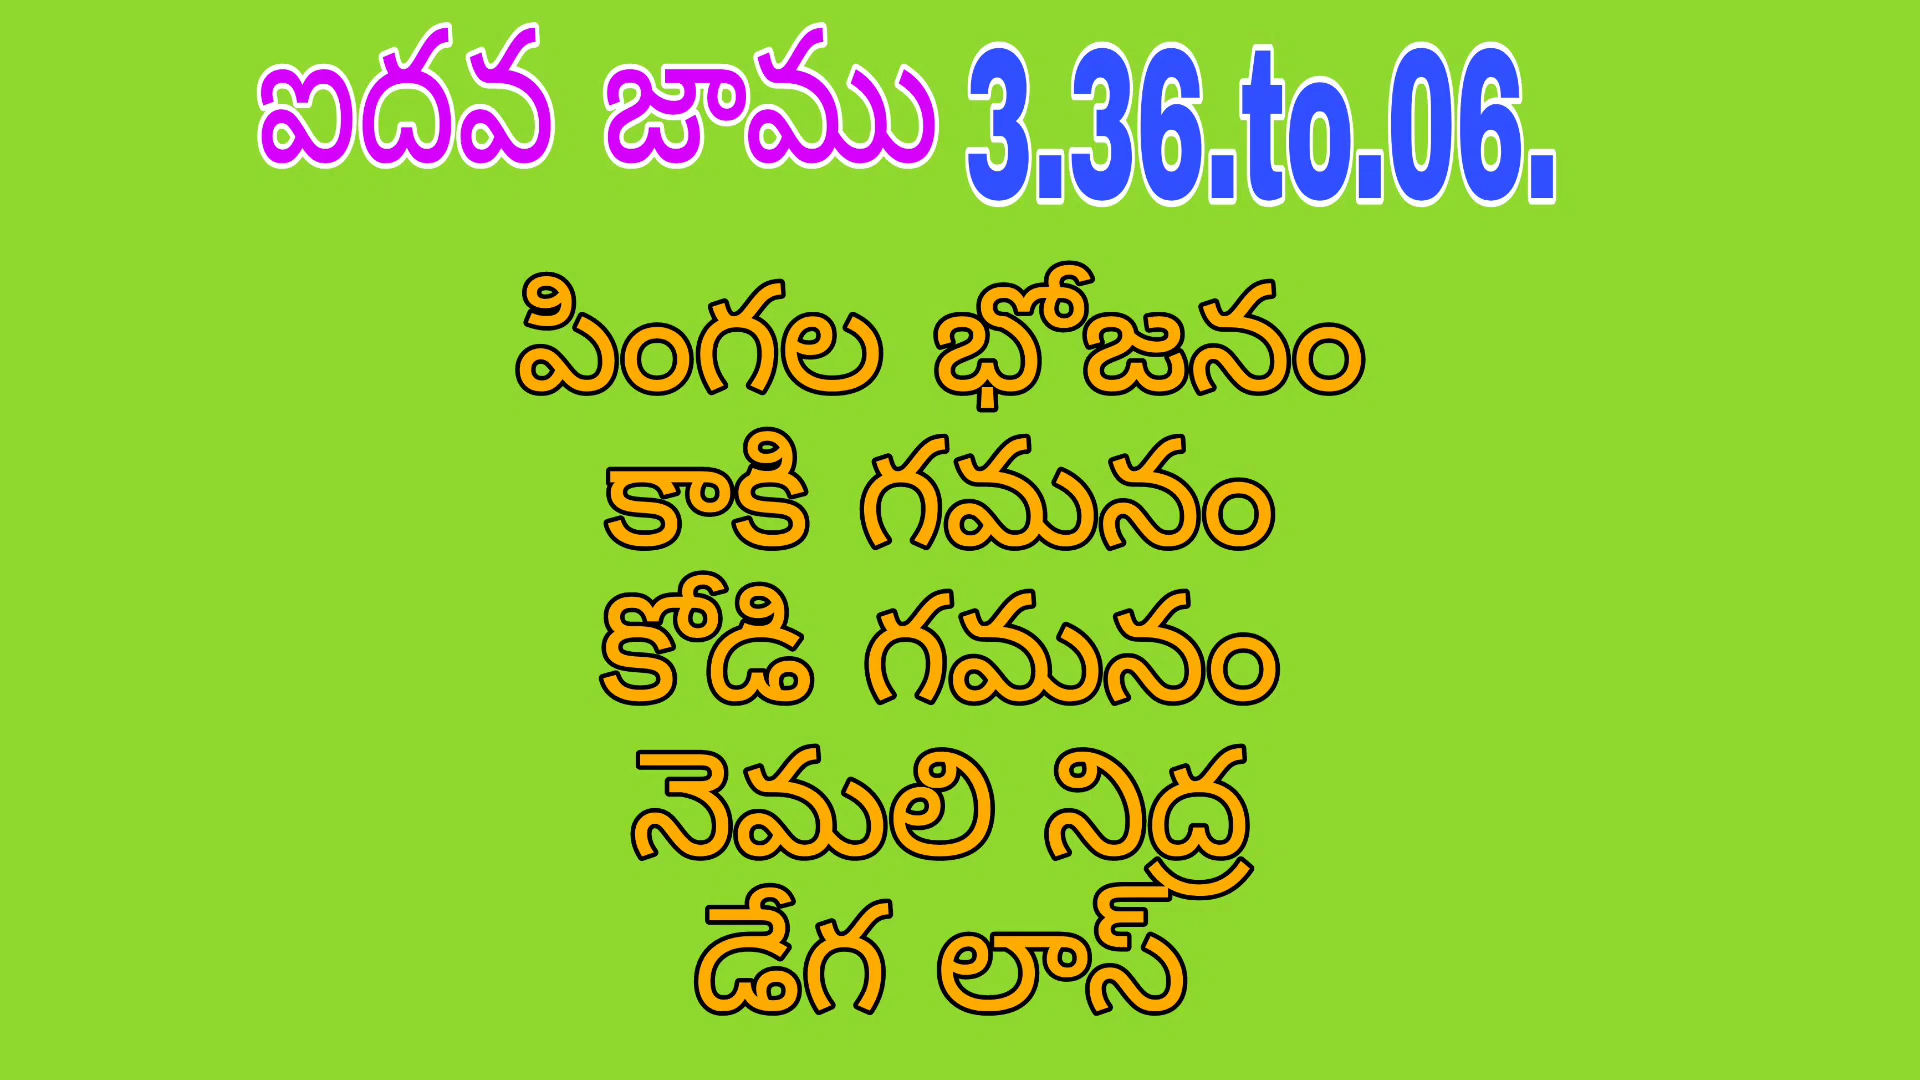 ఐదవ జాము 3.36.to.06.
పింగల భోజనం
కాకి గమనం
కోడి గమనం
నెమలి నిద్ర
డేగ లాస్